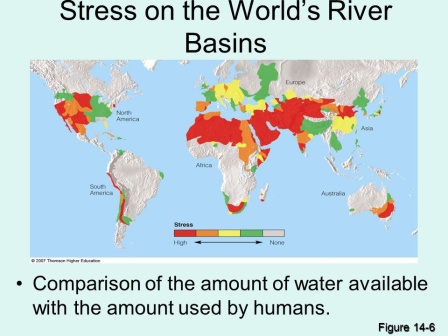 Stress on the World's River
Basins
Europe
North
America
Asia
Africa
South
America
Australia
Stress
High
None
© 2007 Thomson Higher Education
• Comparison of the amount of water available
with the amount used by humans.
Figure 14-6